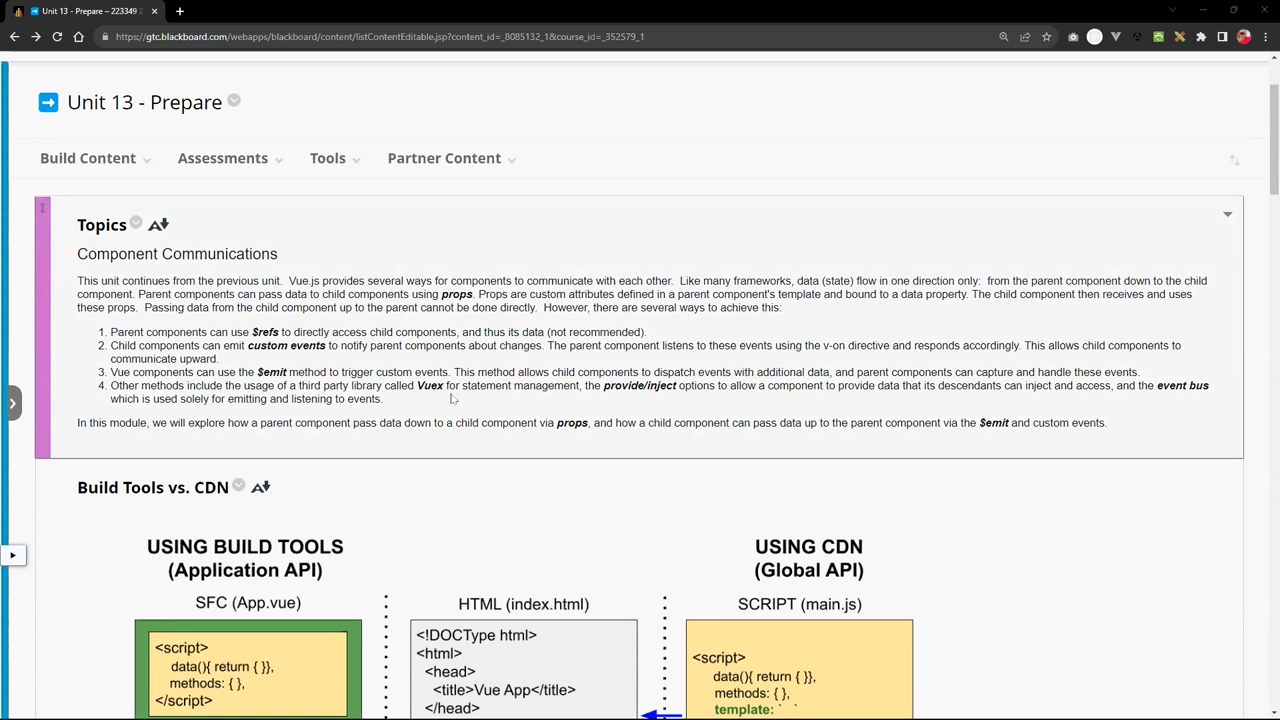 Unit 13 - Prepare – 223349
https://gtc.blackboard.com/webapps/blackboard/content/listContentEditable.jsp?content_id=_8085132_1&course_id=_352579_1
Unit 13 - Prepare
Build Content
Assessments
Tools
Partner Content
Topics
Component Communications
This unit continues from the previous unit. Vue.js provides several ways for components to communicate with each other. Like many frameworks, data (state) flow in one direction only: from the parent component down to the child
component. Parent components can pass data to child components using props. Props are custom attributes defined in a parent component's template and bound to a data property. The child component then receives and uses
these props. Passing data from the child component up to the parent cannot be done directly. However, there are several ways to achieve this:
1. Parent components can use $refs to directly access child components, and thus its data (not recommended).
2. Child components can emit custom events to notify parent components about changes. The parent component listens to these events using the v-on directive and responds accordingly. This allows child components to
communicate upward.
3. Vue components can use the $emit method to trigger custom events. This method allows child components to dispatch events with additional data, and parent components can capture and handle these events.
4. Other methods include the usage of a third party library called Vuex for statement management, the provide/inject options to allow a component to provide data that its descendants can inject and access, and the event bus
which is used solely for emitting and listening to events.
In this module, we will explore how a parent component pass data down to a child component via props, and how a child component can pass data up to the parent component via the $emit and custom events.
Build Tools vs. CDN
USING BUILD TOOLS
(Application API)
SFC (App.vue)
<script>
data(){ return { }},
methods: { },
</script>
HTML (index.html)
<!DOCType html>
<html>
<head>
<title>Vue App</title>
</head>
USING CDN
(Global API)
SCRIPT (main.js)
<script>
data(){ return { }},
methods: { },
template: ` `